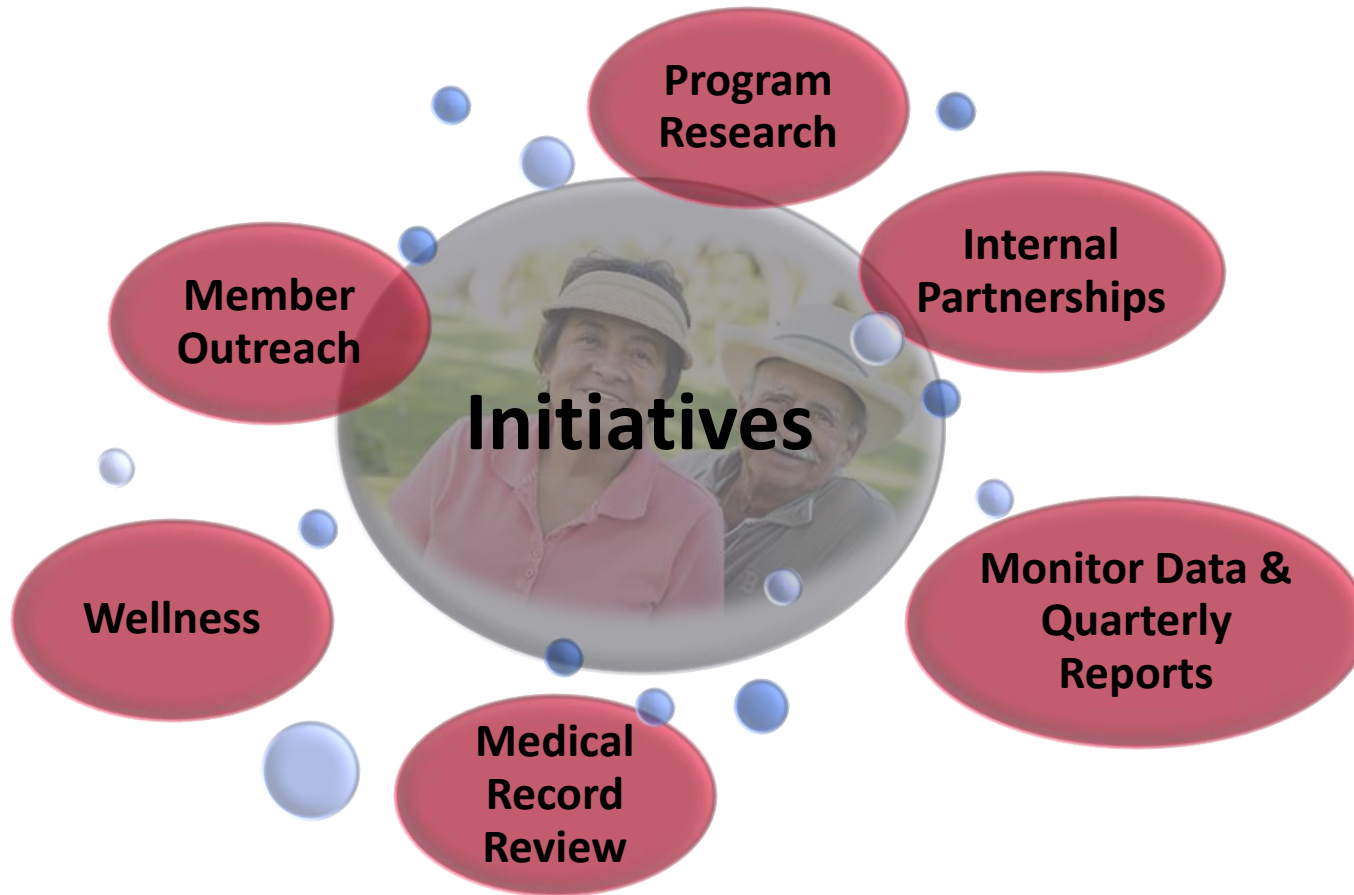 Program
Research
Internal
Partnerships
Member
Outreach
Initiatives
Monitor Data &
Quarterly
Reports
Wellness
Medical
Record
Review